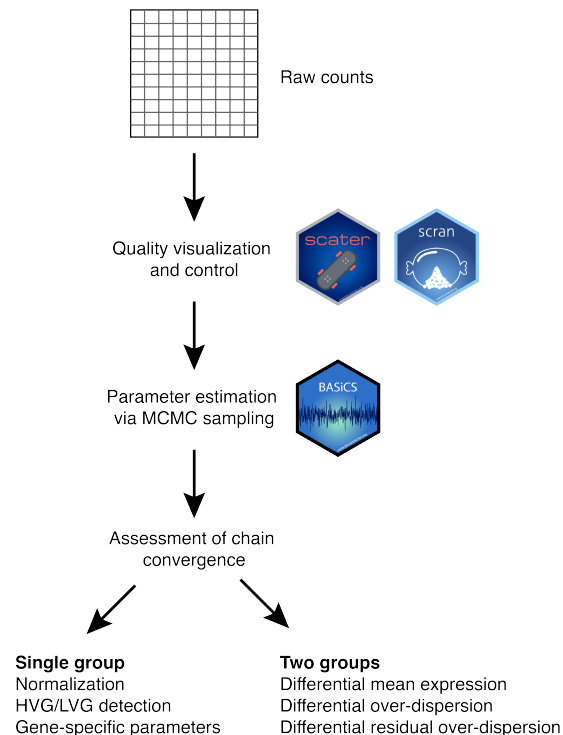 Raw counts
Quality visualization
and control
scater
scran
Parameter estimation
via MCMC sampling
BASiCS
Assessment of chain
convergence
Single group
Normalization
HVG/LVG detection
Gene-specific parameters
Two groups
Differential mean expression
Differential over-dispersion
Differential residual over-dispersion